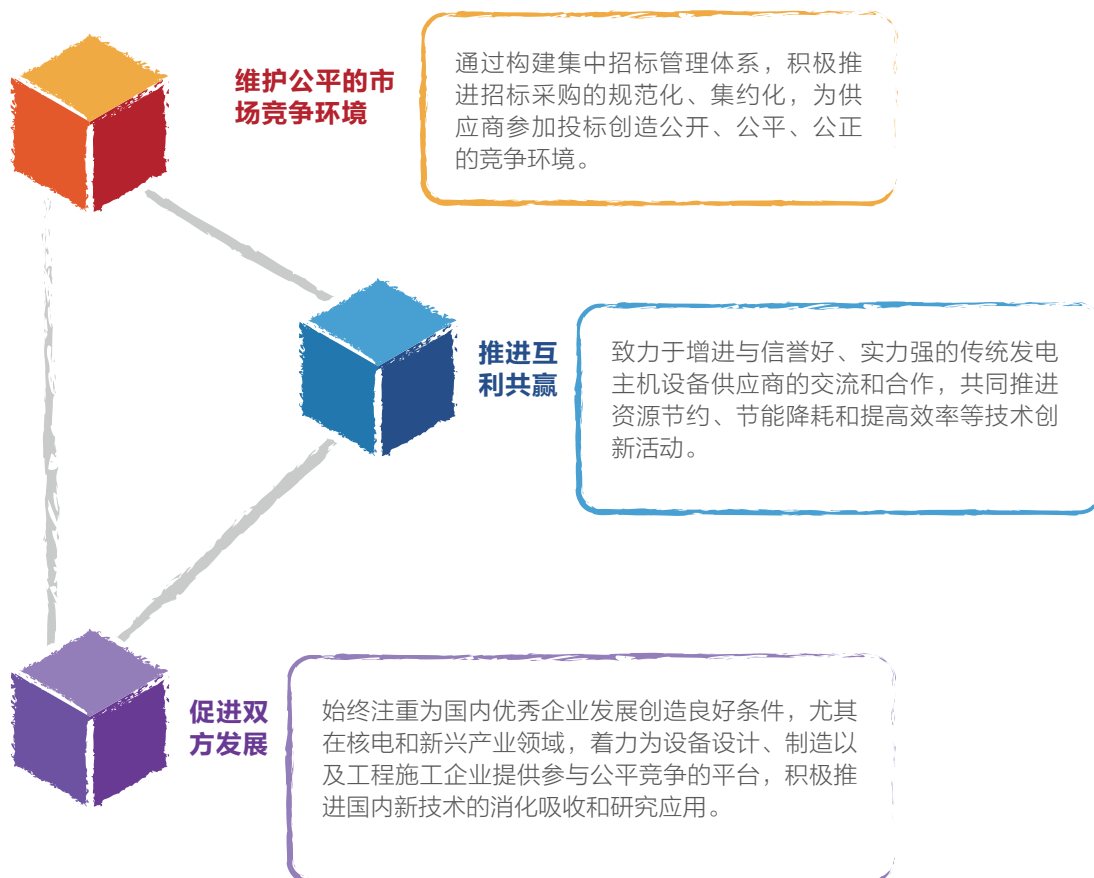 维护公平的市
场竞争环境
通过构建集中招标管理体系，积极推
进招标采购的规范化、集约化，为供
应商参加投标创造公开、公平、公正
的竞争环境。
推进互
利共赢
致力于增进与信誉好、实力强的传统发电
主机设备供应商的交流和合作，共同推进
资源节约、节能降耗和提高效率等技术创
新活动。
促进双
方发展
始终注重为国内优秀企业发展创造良好条件，尤其
在核电和新兴产业领域，着力为设备设计、制造以
及工程施工企业提供参与公平竞争的平台，积极推
进国内新技术的消化吸收和研究应用。